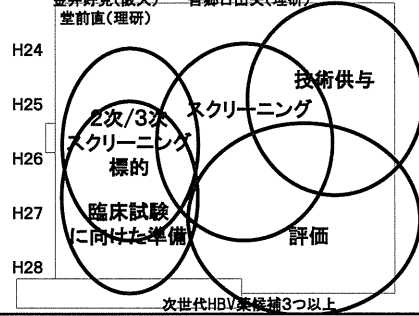 堂前直(理研)
H24
技術供与
H25
2次/3次
スクリーニング
スクリーニング
H26
標的
H27
臨床試験
に向けた準備
評価
H28
次世代HBV薬候補3つ以上